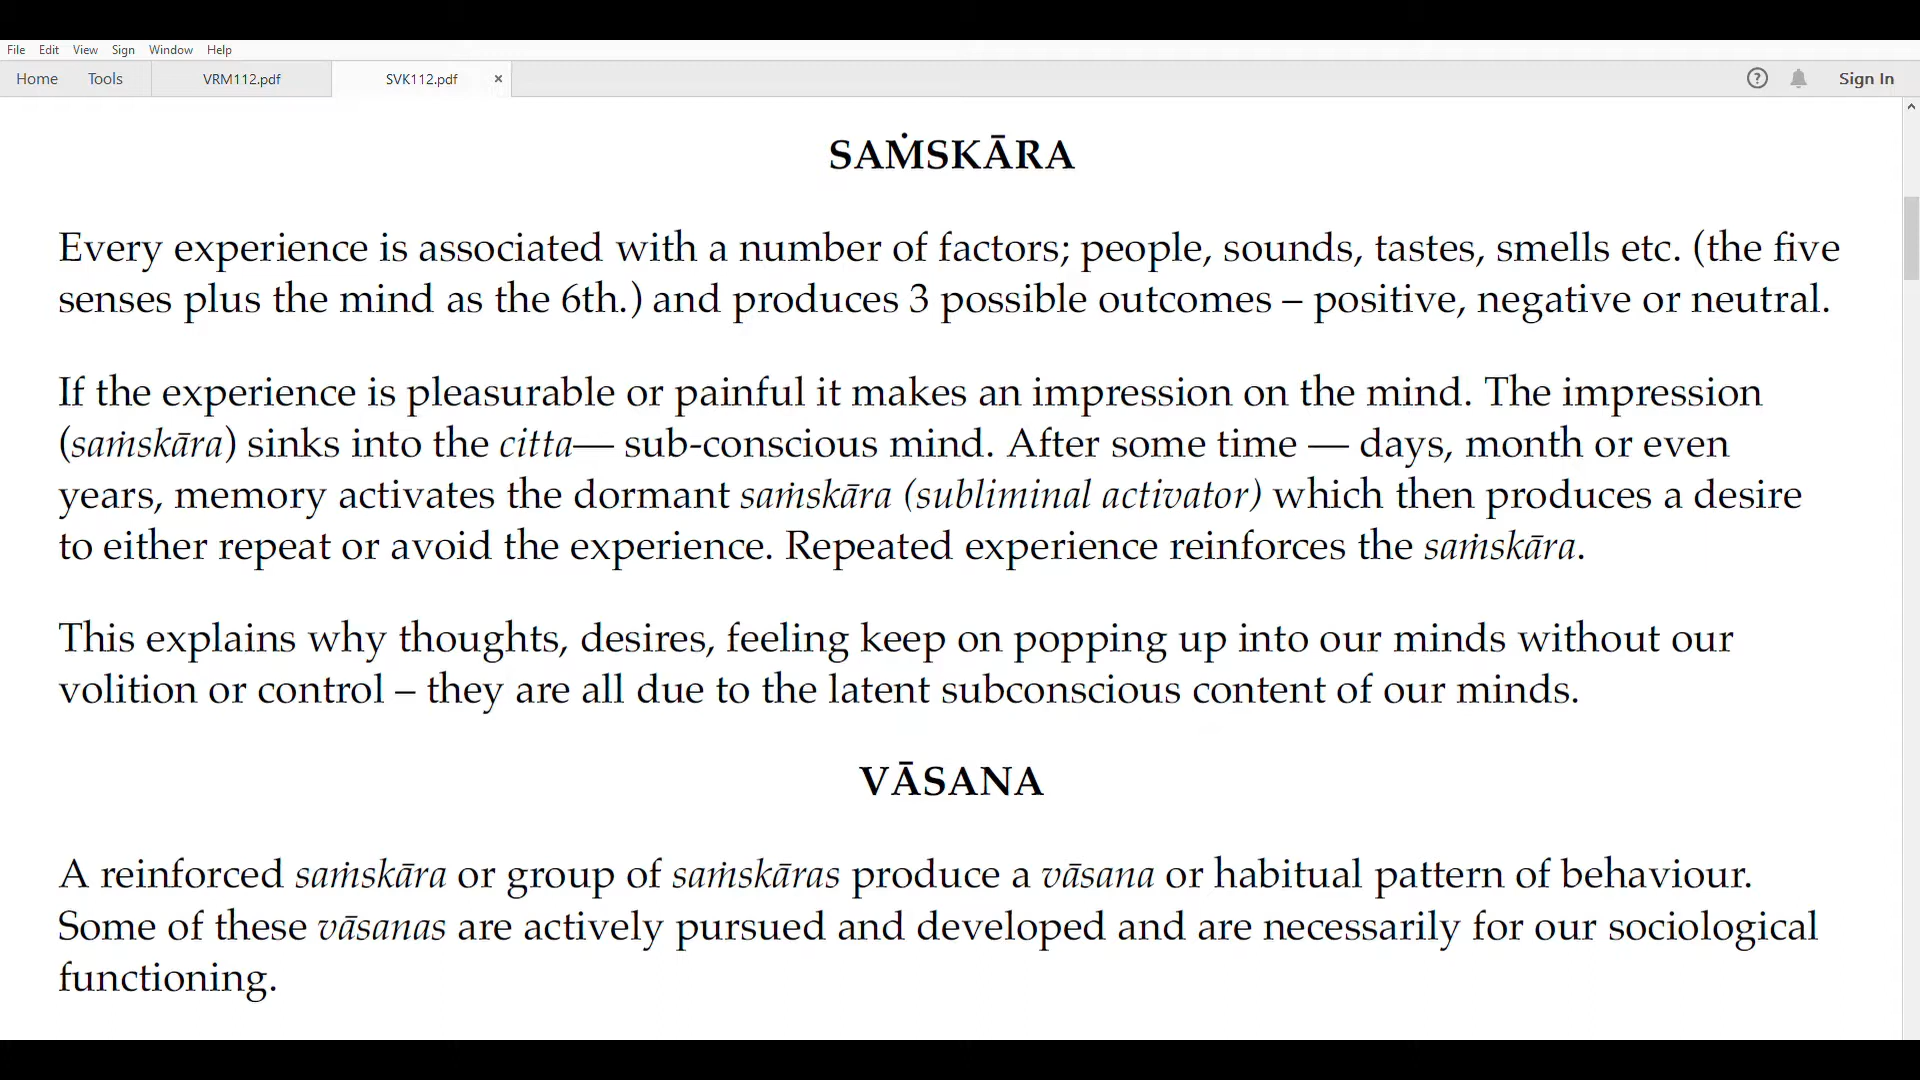 File Edit View Sign Window Help
Home Tools VRM112.pdf SVK112.pdf × ? Sign In
SAṀSKĀRA
Every experience is associated with a number of factors; people, sounds, tastes, smells etc. (the five
senses plus the mind as the 6th.) and produces 3 possible outcomes – positive, negative or neutral.
If the experience is pleasurable or painful it makes an impression on the mind. The impression
(saṁskāra) sinks into the citta— sub-conscious mind. After some time — days, month or even
years, memory activates the dormant saṁskāra (subliminal activator) which then produces a desire
to either repeat or avoid the experience. Repeated experience reinforces the saṁskāra.
This explains why thoughts, desires, feeling keep on popping up into our minds without our
volition or control – they are all due to the latent subconscious content of our minds.
VĀSANA
A reinforced saṁskāra or group of saṁskāras produce a vāsana or habitual pattern of behaviour.
Some of these vāsanas are actively pursued and developed and are necessarily for our sociological
functioning.